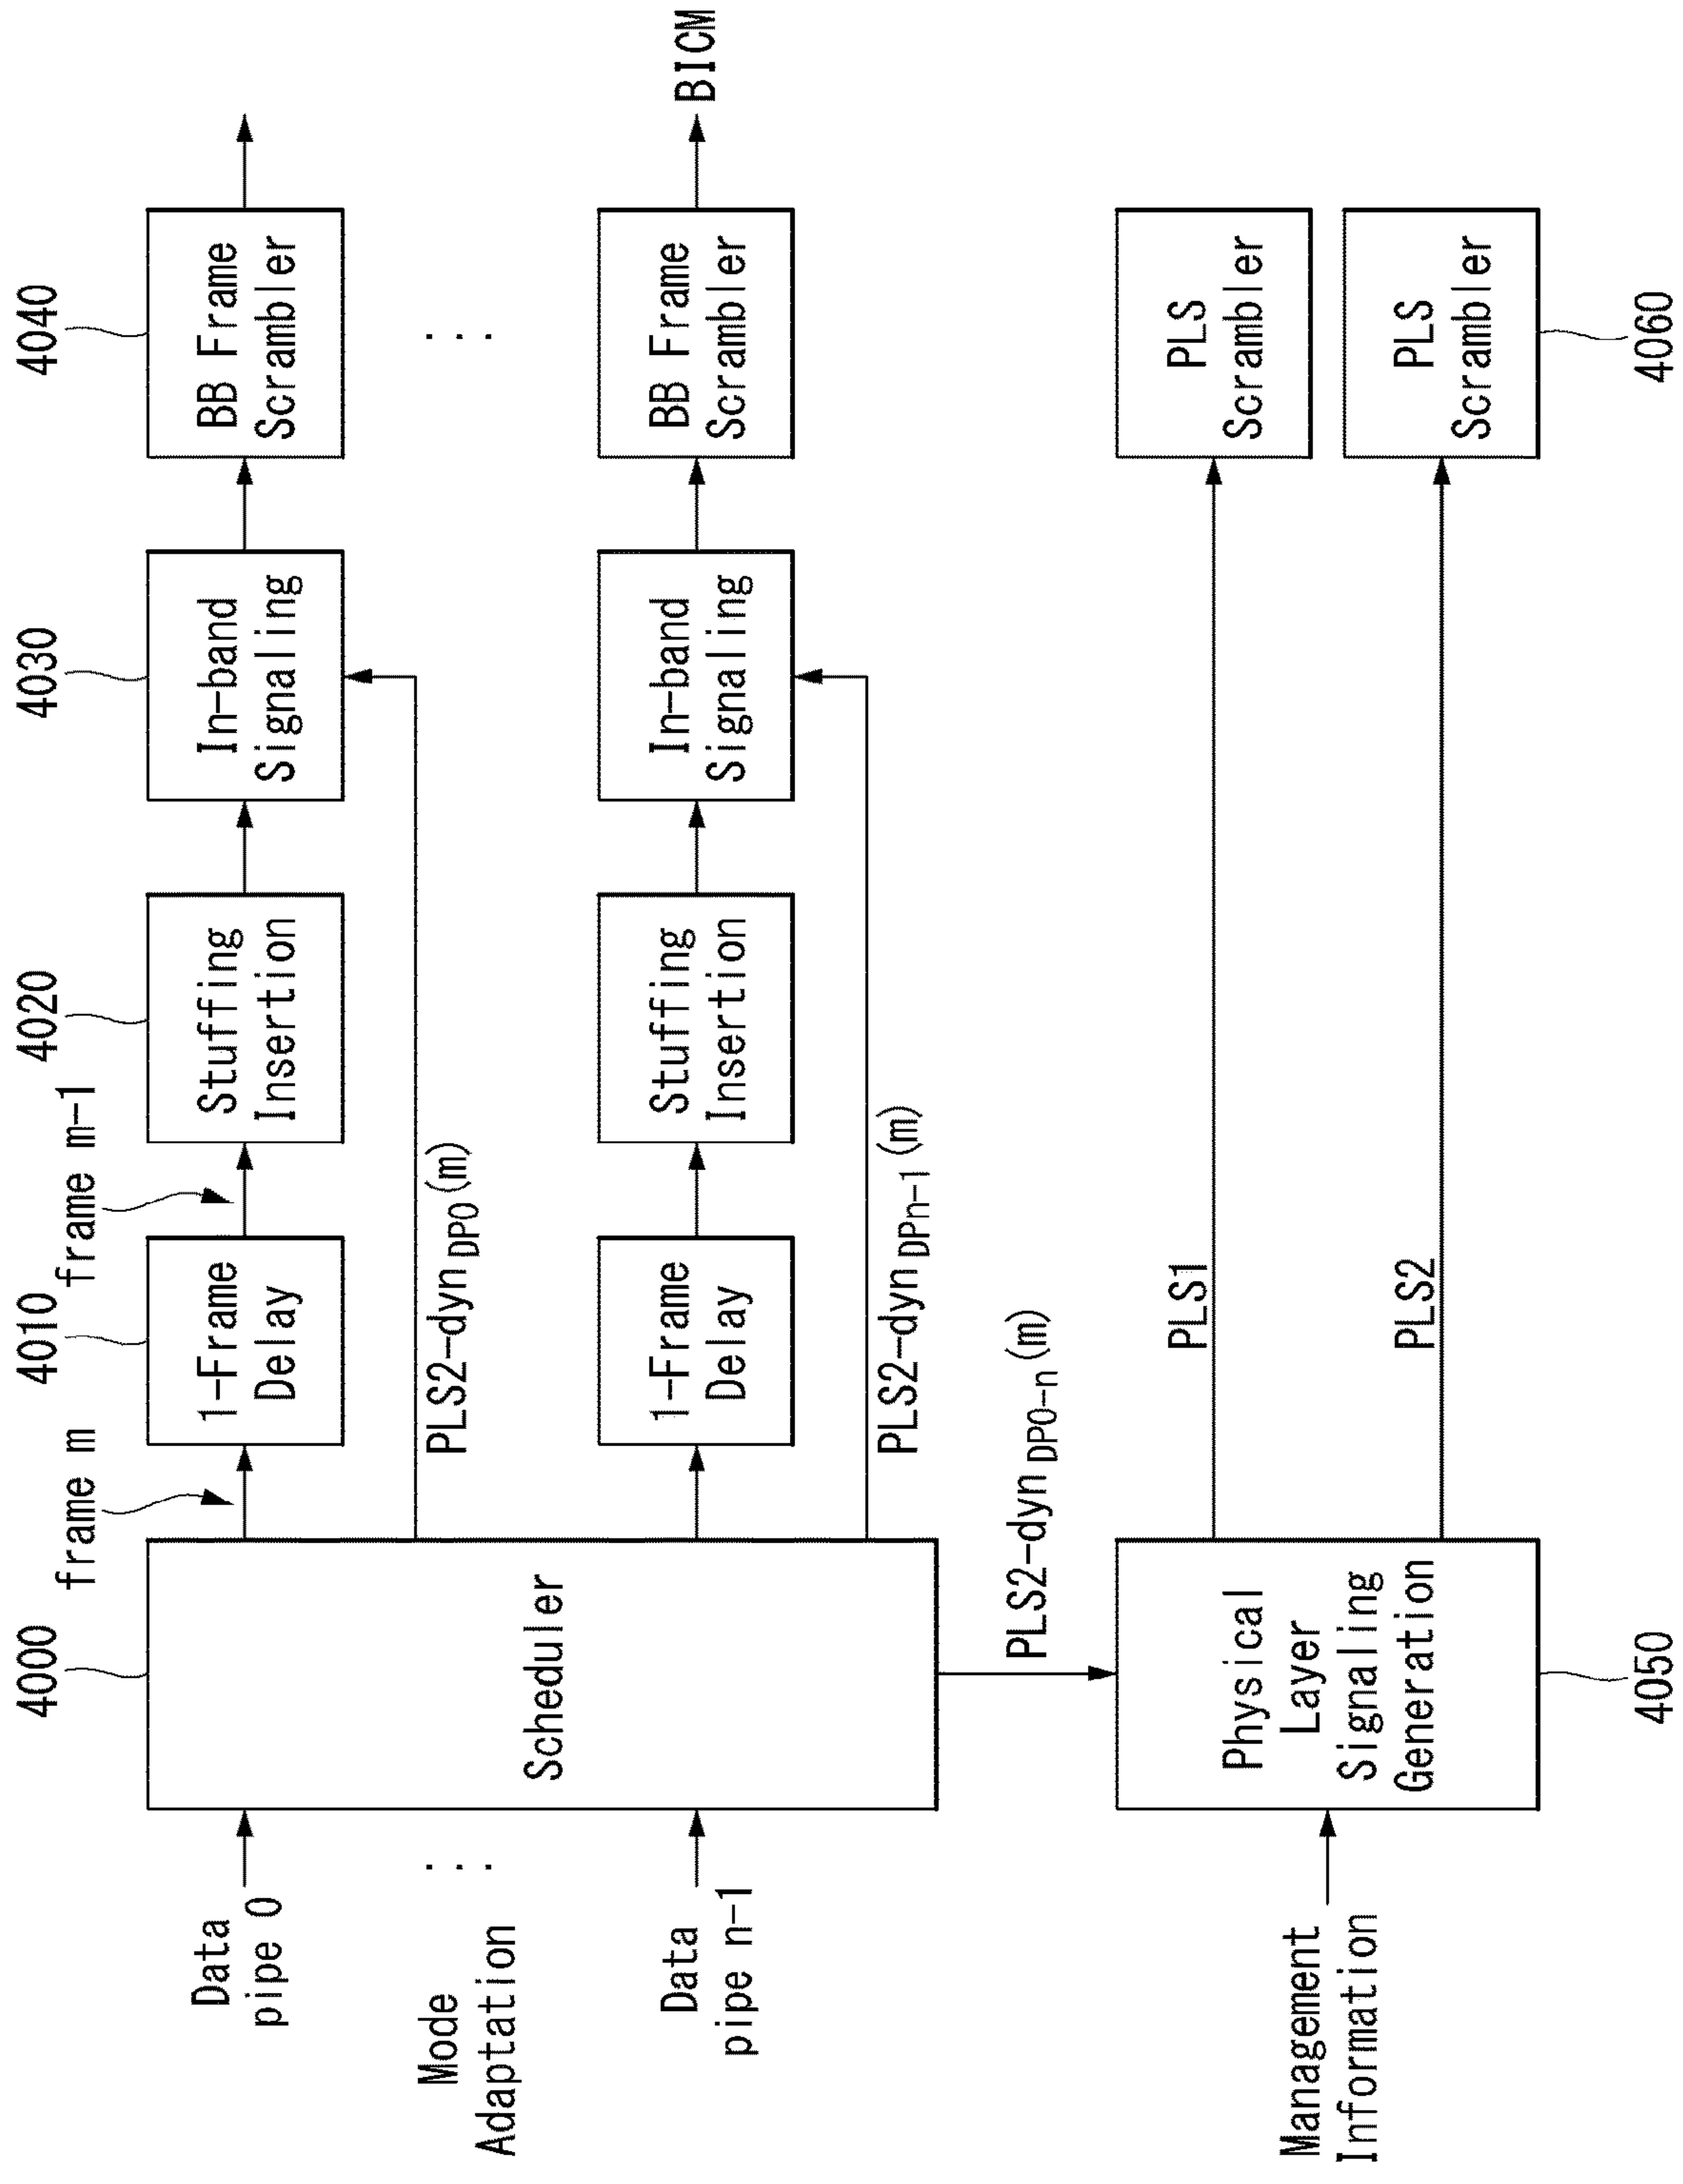 4000
4010
4020
4030
4040
frame m
frame m-1
Data
pipe 0
1-Frame
Delay
Stuffing
Insertion
In-band
Signaling
BB Frame
Scrambler
Mode
Adaptation
...
Scheduler
PLS2-dyn DP0 (m)
...
Data
pipe n-1
1-Frame
Delay
Stuffing
Insertion
In-band
Signaling
BB Frame
Scrambler
BICM
PLS2-dyn DPn-1 (m)
PLS2-dyn DP0-n (m)
Management
Information
Physical
Layer
Signaling
Generation
PLS1
PLS
Scrambler
PLS2
PLS
Scrambler
4050
4060